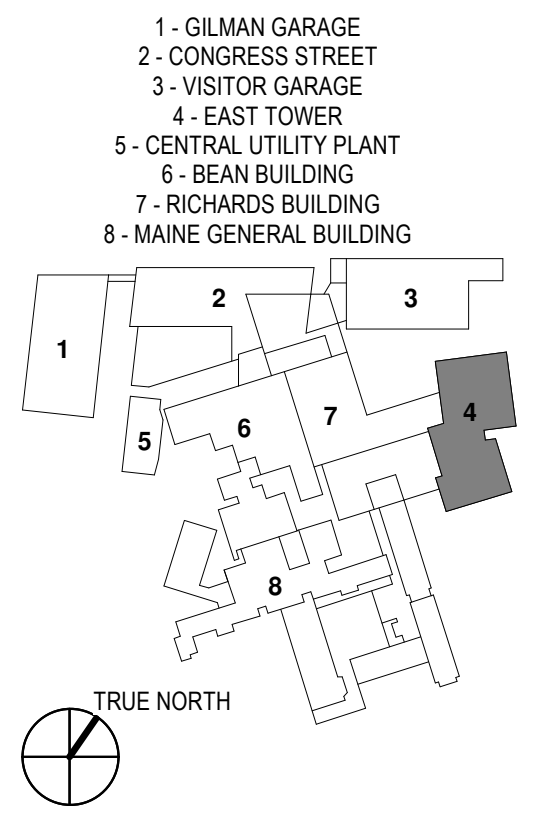 1 - GILMAN GARAGE
2 - CONGRESS STREET
3 - VISITOR GARAGE
4 - EAST TOWER
5 - CENTRAL UTILITY PLANT
6 - BEAN BUILDING
7 - RICHARDS BUILDING
8 - MAINE GENERAL BUILDING
2
3
1
4
7
6
5
8
TRUE NORTH